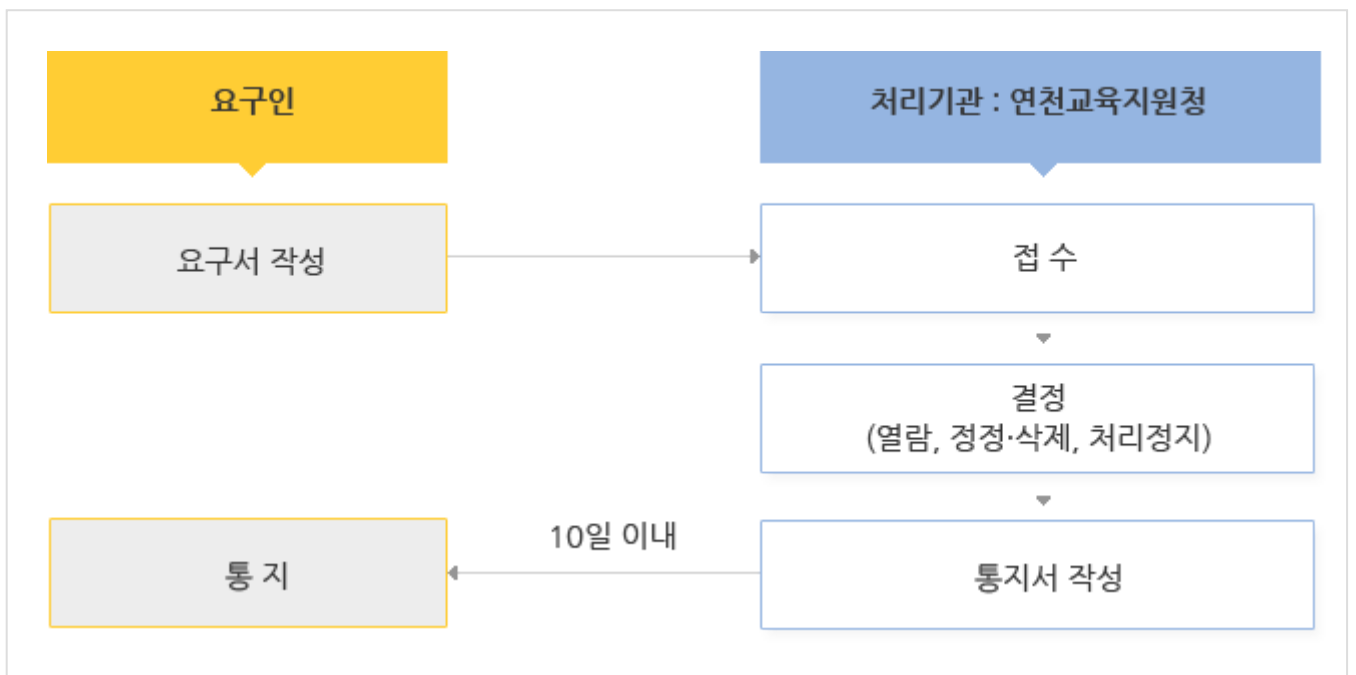 요구인
처리기관 : 연천교육지원청
요구서 작성
접 수
결정
(열람, 정정·삭제, 처리정지)
10일 이내
통 지
통지서 작성